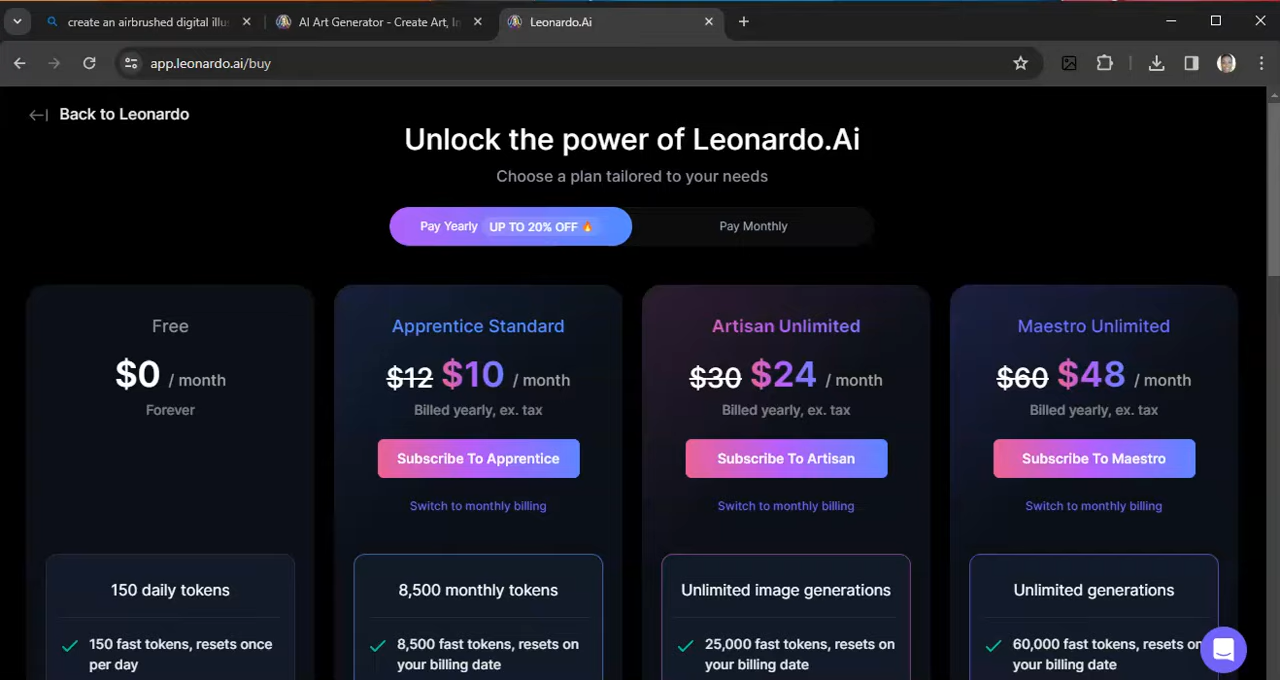 create an airbrushed digital illus
AI Art Generator - Create Art, In
Leonardo.Ai
app.leonardo.ai/buy
Back to Leonardo
Unlock the power of Leonardo.Ai
Choose a plan tailored to your needs
Pay Yearly UP TO 20% OFF 🔥
Pay Monthly
Free
$0 / month
Forever
150 daily tokens
150 fast tokens, resets once
per day
Apprentice Standard
$12 $10 / month
Billed yearly, ex. tax
Subscribe To Apprentice
Switch to monthly billing
8,500 monthly tokens
8,500 fast tokens, resets on
your billing date
Artisan Unlimited
$30 $24 / month
Billed yearly, ex. tax
Subscribe To Artisan
Switch to monthly billing
Unlimited image generations
25,000 fast tokens, resets on
your billing date
Maestro Unlimited
$60 $48 / month
Billed yearly, ex. tax
Subscribe To Maestro
Switch to monthly billing
Unlimited generations
60,000 fast tokens, resets on
your billing date